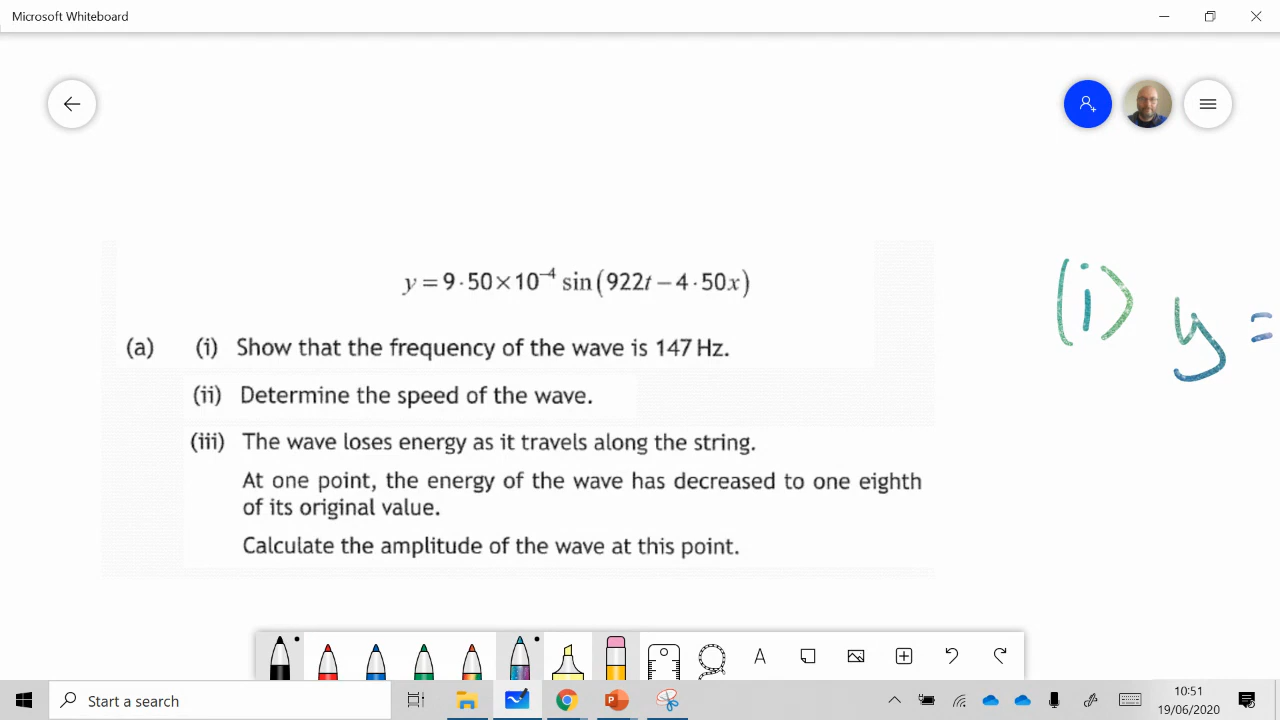 Microsoft Whiteboard
y = 9·50×10⁻⁴ sin(922t − 4·50x)
(a) (i) Show that the frequency of the wave is 147 Hz.
(ii) Determine the speed of the wave.
(iii) The wave loses energy as it travels along the string.
At one point, the energy of the wave has decreased to one eighth
of its original value.
Calculate the amplitude of the wave at this point.
(i) y =
Start a search
10:51
19/06/2020